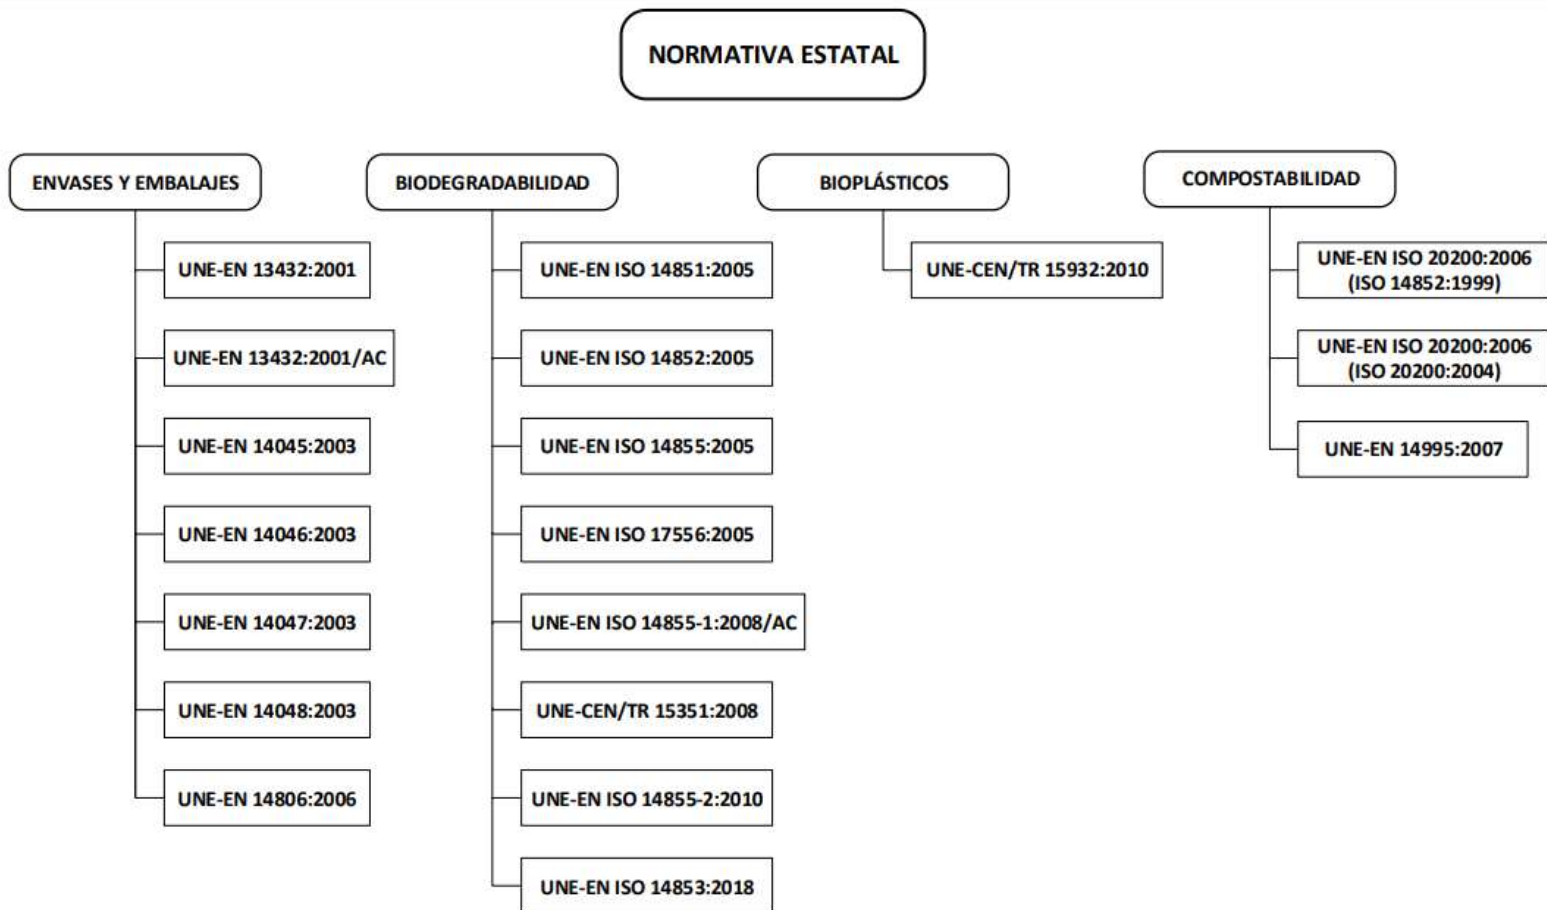 NORMATIVA ESTATAL
ENVASES Y EMBALAJES
UNE-EN 13432:2001
UNE-EN 13432:2001/AC
UNE-EN 14045:2003
UNE-EN 14046:2003
UNE-EN 14047:2003
UNE-EN 14048:2003
UNE-EN 14806:2006
BIODEGRADABILIDAD
UNE-EN ISO 14851:2005
UNE-EN ISO 14852:2005
UNE-EN ISO 14855:2005
UNE-EN ISO 17556:2005
UNE-EN ISO 14855-1:2008/AC
UNE-CEN/TR 15351:2008
UNE-EN ISO 14855-2:2010
UNE-EN ISO 14853:2018
BIOPLÁSTICOS
UNE-CEN/TR 15932:2010
COMPOSTABILIDAD
UNE-EN ISO 20200:2006
(ISO 14852:1999)
UNE-EN ISO 20200:2006
(ISO 20200:2004)
UNE-EN 14995:2007